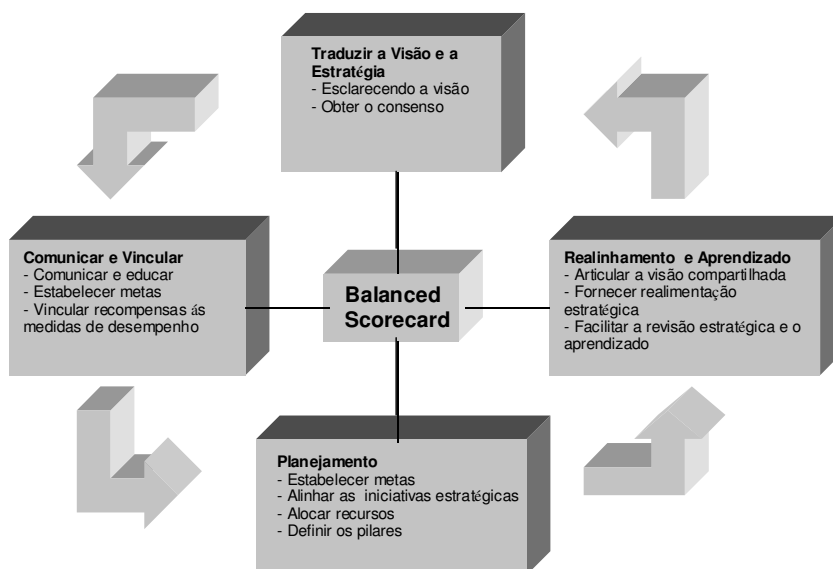 Traduzir a Visão e a
Estratégia
- Esclarecendo a visão
- Obter o consenso
Comunicar e Vincular
- Comunicar e educar
- Estabelecer metas
- Vincular recompensas ás
medidas de desempenho
Balanced
Scorecard
Realinhamento e Aprendizado
- Articular a visão compartilhada
- Fornecer realimentação
estratégica
- Facilitar a revisão estratégica e o
aprendizado
Planejamento
- Estabelecer metas
- Alinhar as iniciativas estratégicas
- Alocar recursos
- Definir os pilares